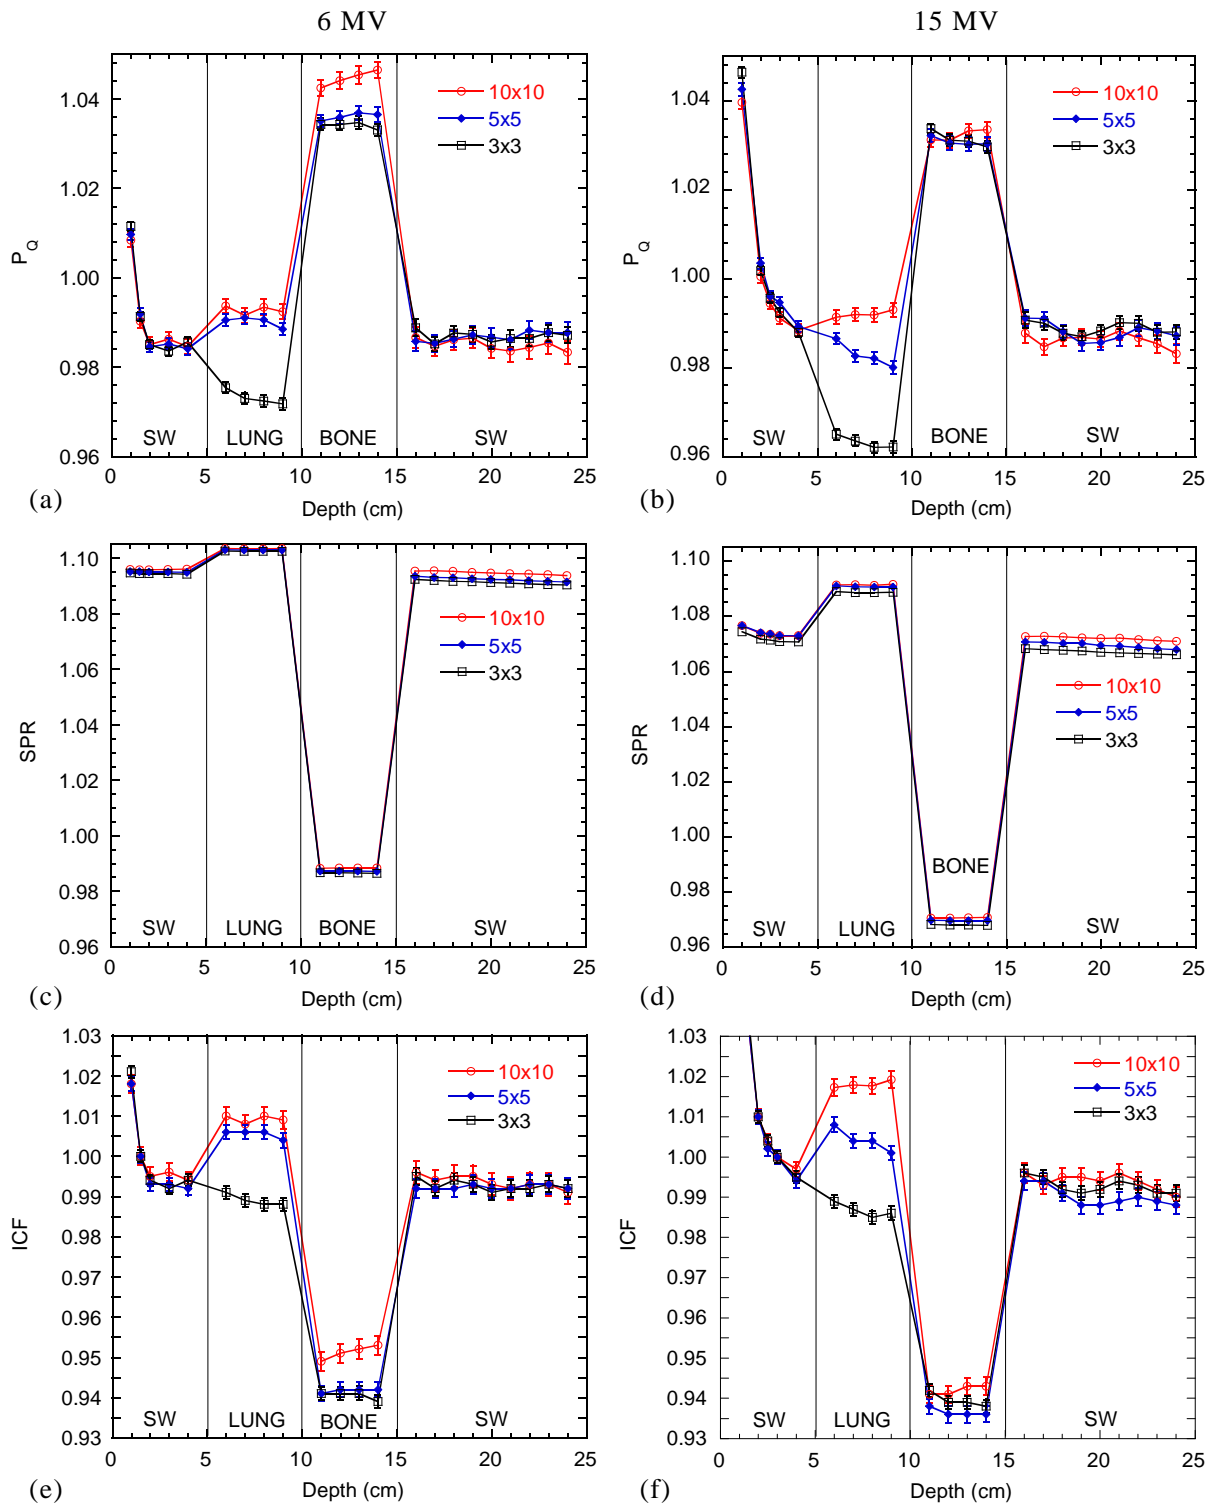 6 MV
15 MV
P_Q
1.04
1.02
1.00
0.98
0.96
10x10
5x5
3x3
SW
LUNG
BONE
SW
0
5
10
15
20
25
(a)
Depth (cm)
P_Q
1.04
1.02
1.00
0.98
0.96
10x10
5x5
3x3
SW
LUNG
BONE
SW
0
5
10
15
20
25
(b)
Depth (cm)
SPR
1.10
1.08
1.06
1.04
1.02
1.00
0.98
0.96
10x10
5x5
3x3
SW
LUNG
BONE
SW
0
5
10
15
20
25
(c)
Depth (cm)
SPR
1.10
1.08
1.06
1.04
1.02
1.00
0.98
0.96
10x10
5x5
3x3
BONE
SW
LUNG
SW
0
5
10
15
20
25
(d)
Depth (cm)
ICF
1.03
1.02
1.01
1.00
0.99
0.98
0.97
0.96
0.95
0.94
0.93
10x10
5x5
3x3
SW
LUNG
BONE
SW
0
5
10
15
20
25
(e)
Depth (cm)
ICF
1.03
1.02
1.01
1.00
0.99
0.98
0.97
0.96
0.95
0.94
0.93
10x10
5x5
3x3
SW
LUNG
BONE
SW
0
5
10
15
20
25
(f)
Depth (cm)